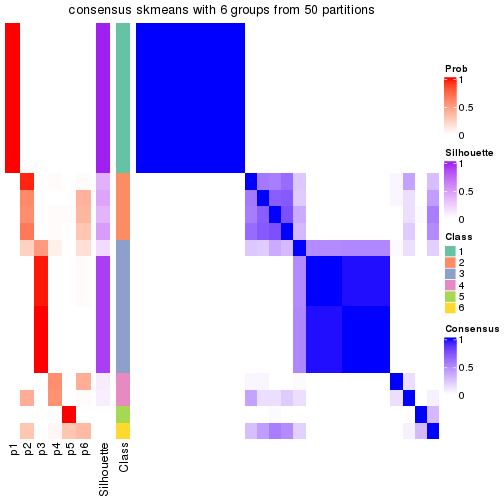 consensus skmeans with 6 groups from 50 partitions
Prob
1
0.5
0
Silhouette
1
0.5
0
Class
1
2
3
4
5
6
Consensus
1
0.5
0
p1
p2
p3
p4
p5
p6
Silhouette
Class